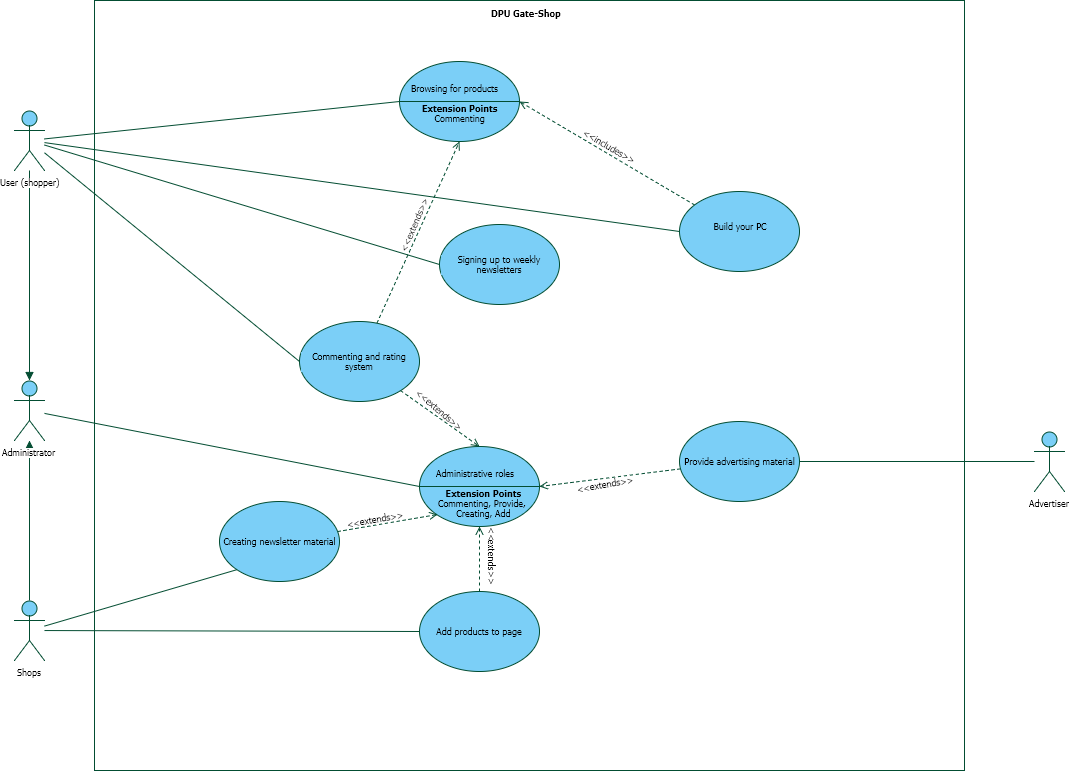 DPU Gate-Shop
Browsing for products
Extension Points
Commenting
<<includes>>
User (shopper)
<<extends>>
Build your PC
Signing up to weekly
newsletters
Commenting and rating
system
<<extends>>
Administrator
Administrative roles
Extension Points
Commenting, Provide,
Creating, Add
Provide advertising material
<<extends>>
Advertiser
<<extends>>
Creating newsletter material
<<extends>>
Add products to page
Shops